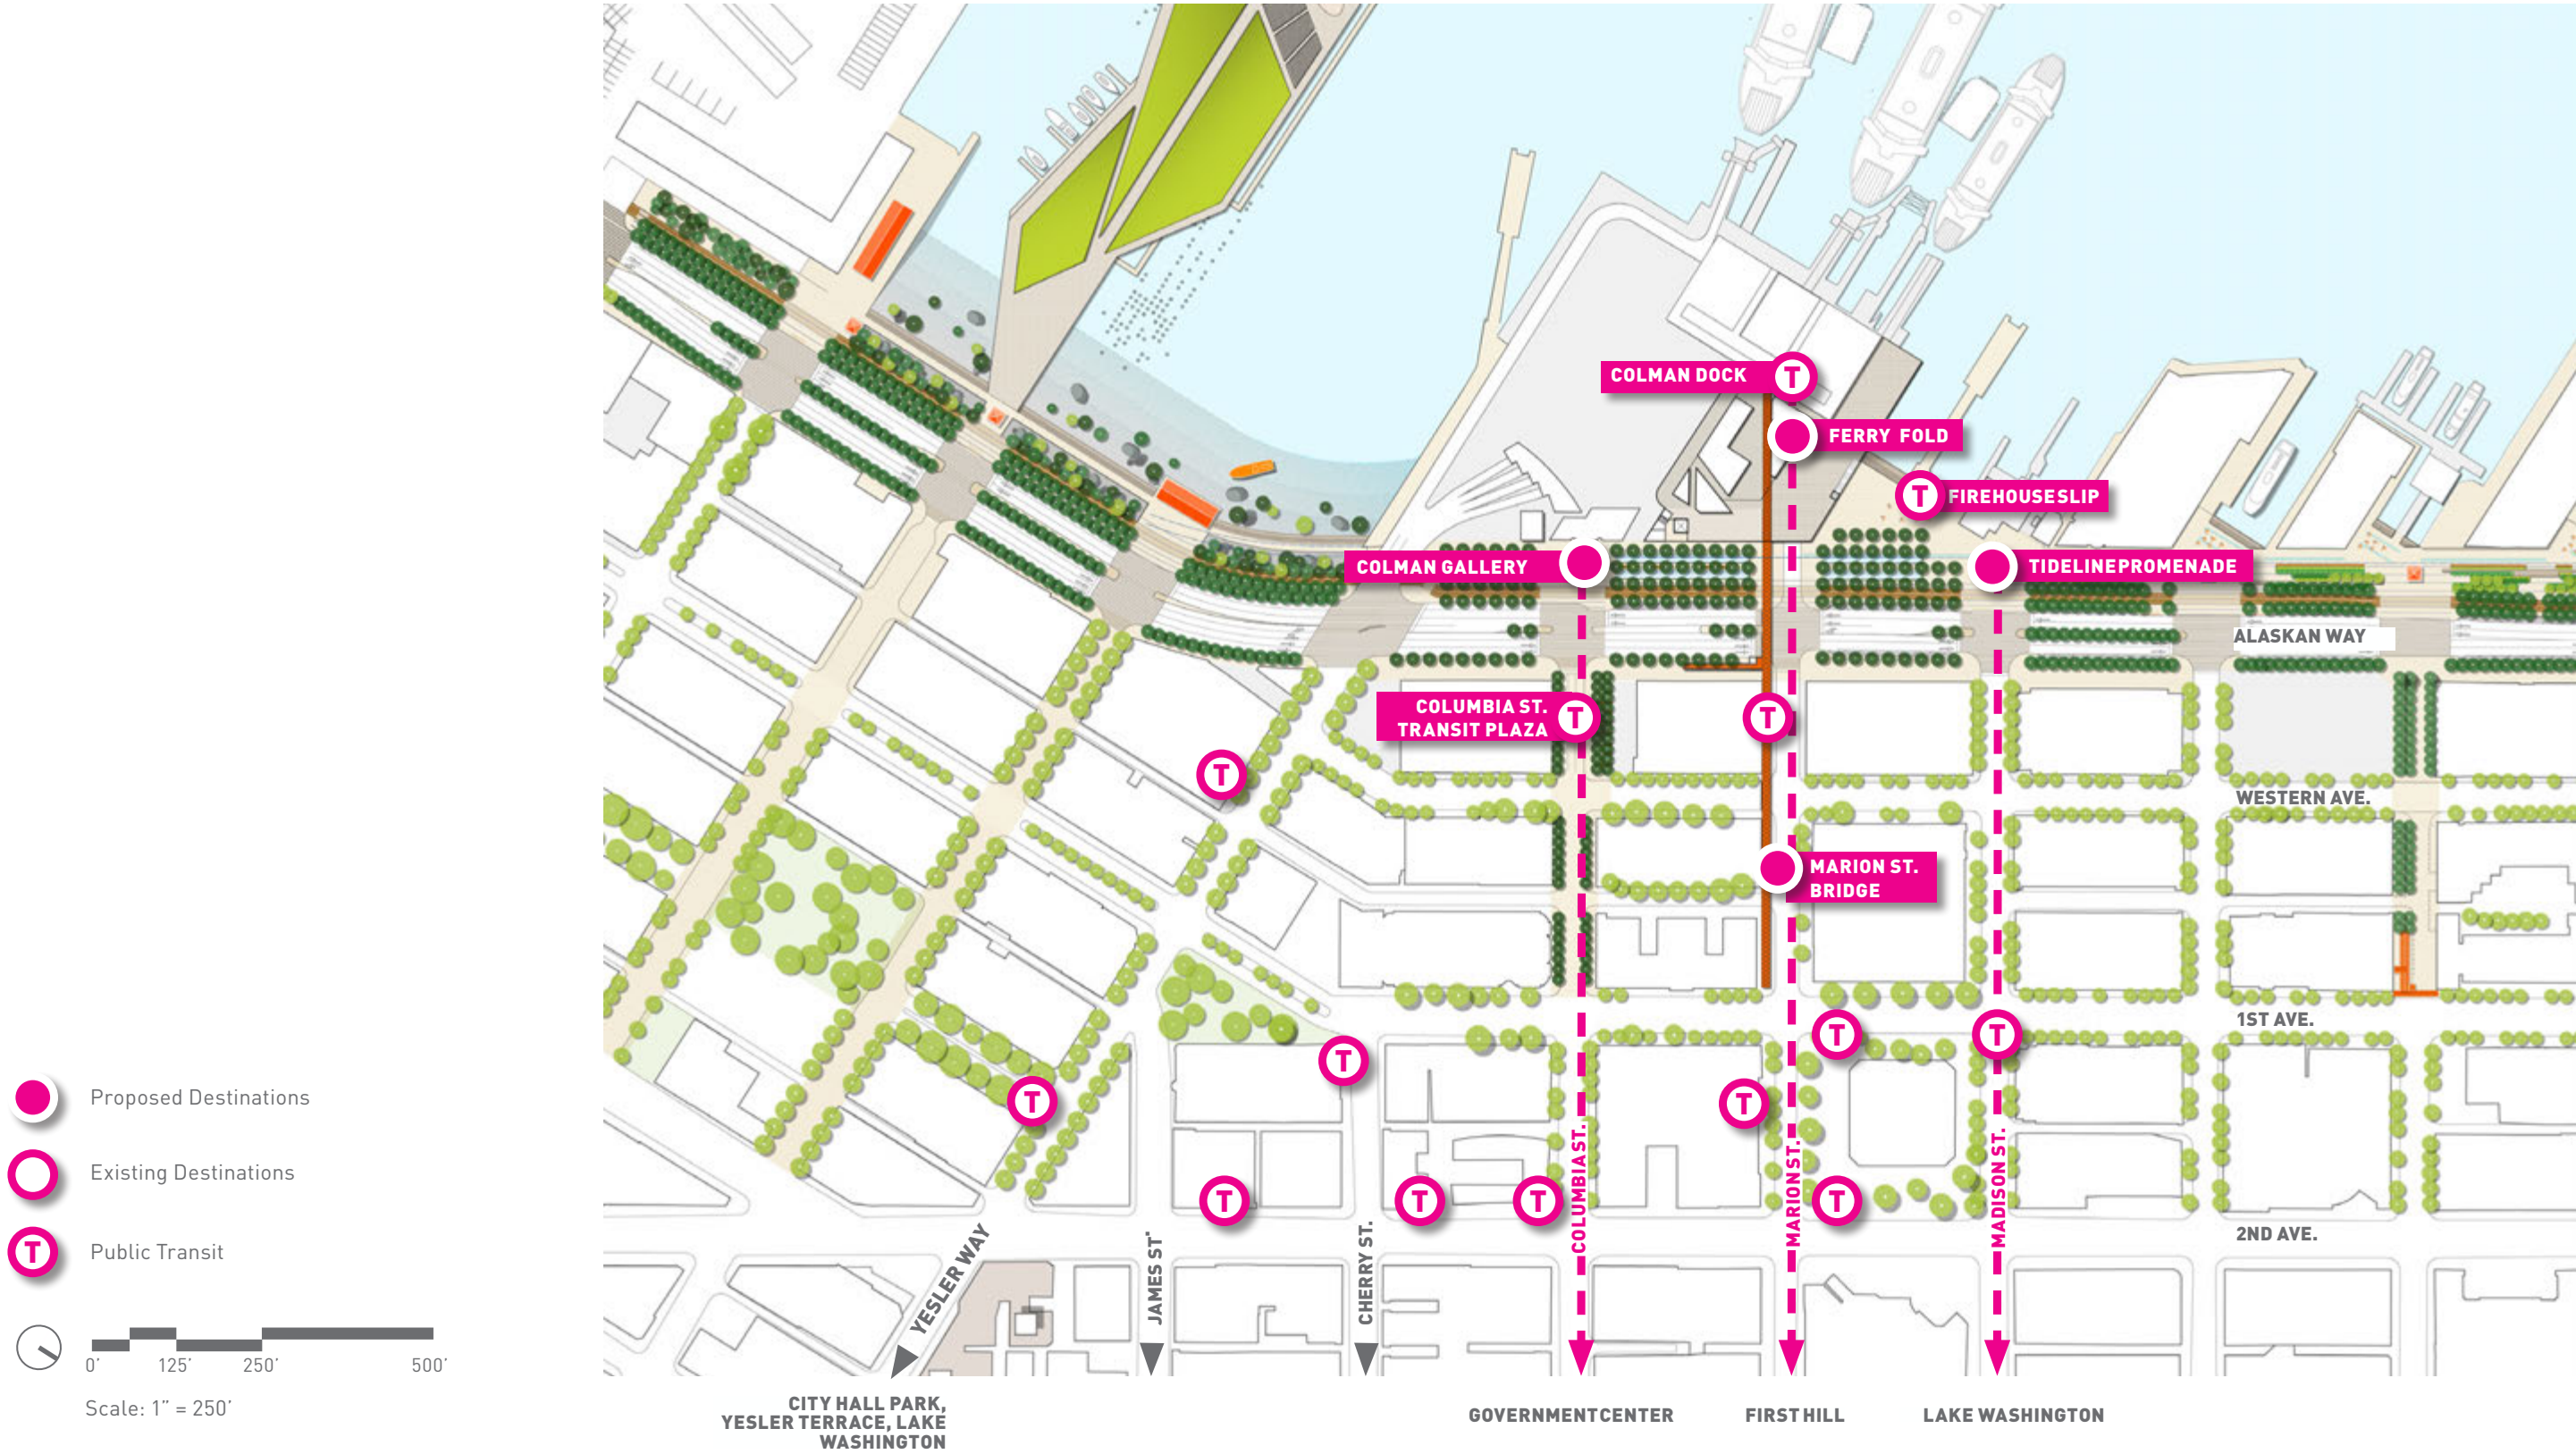 COLMAN DOCK
T
FERRY FOLD
T
FIREHOUSE SLIP
COLMAN GALLERY
TIDELINE PROMENADE
ALASKAN WAY
COLUMBIA ST.
TRANSIT PLAZA
T
T
T
WESTERN AVE.
MARION ST.
BRIDGE
1ST AVE.
T
T
T
T
T
T
T
T
T
T
COLUMBIA ST.
MARION ST.
MADISON ST.
2ND AVE.
YESLER WAY
JAMES ST
CHERRY ST.
Proposed Destinations
Existing Destinations
T
Public Transit
0' 125' 250' 500'
Scale: 1" = 250'
CITY HALL PARK,
YESLER TERRACE, LAKE
WASHINGTON
GOVERNMENT CENTER
FIRST HILL
LAKE WASHINGTON